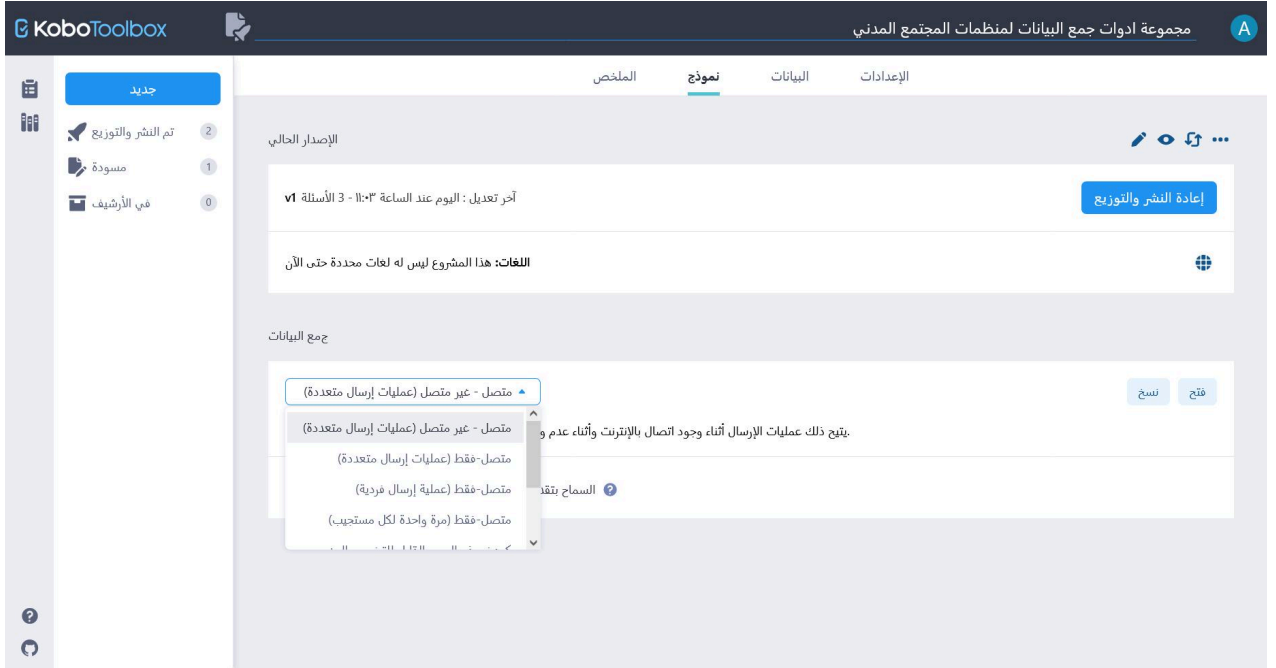 KoboToolbox
مجموعة ادوات جمع البيانات لمنظمات المجتمع المدني
A
الملخص
نموذج
البيانات
الإعدادات
جديد
تم النشر والتوزيع 2
مسودة 1
في الأرشيف 0
الإصدار الحالي
آخر تعديل : اليوم عند الساعة ١١:٠٣ - 3 الأسئلة v1
إعادة النشر والتوزيع
اللغات: هذا المشروع ليس له لغات محددة حتى الآن
جمع البيانات
متصل - غير متصل (عمليات إرسال متعددة)
فتح
نسخ
متصل - غير متصل (عمليات إرسال متعددة)
يتيح ذلك عمليات الإرسال أثناء وجود اتصال بالإنترنت وأثناء عدم
متصل-فقط (عمليات إرسال متعددة)
متصل-فقط (عملية إرسال فردية)
السماح
متصل-فقط (مرة واحدة لكل مستجيب)